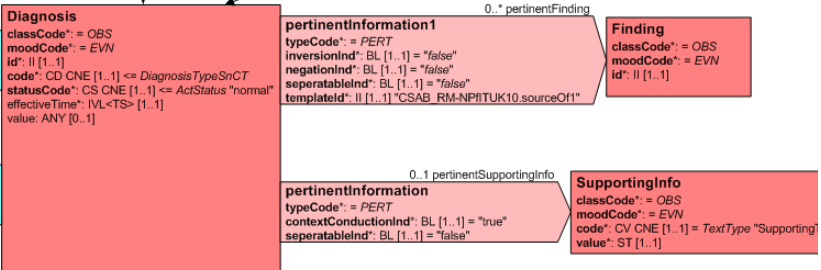 Diagnosis
classCode*: = OBS
moodCode*: = EVN
id*: II [1..1]
code*: CD CNE [1..1] <= DiagnosisTypeSnCT
statusCode*: CS CNE [1..1] <= ActStatus "normal"
effectiveTime*: IVL<TS> [1..1]
value: ANY [0..1]
0..* pertinentFinding
pertinentInformation1
typeCode*: = PERT
inversionInd*: BL [1..1] = "false"
negationInd*: BL [1..1] = "false"
seperatableInd*: BL [1..1] = "false"
templateId*: II [1..1] "CSAB_RM-NPfITUK10.sourceOf1"
Finding
classCode*: = OBS
moodCode*: = EVN
id*: II [1..1]
0..1 pertinentSupportingInfo
pertinentInformation
typeCode*: = PERT
contextConductionInd*: BL [1..1] = "true"
seperatableInd*: BL [1..1] = "false"
SupportingInfo
classCode*: = OBS
moodCode*: = EVN
code*: CV CNE [1..1] = TextType "SupportingT
value*: ST [1..1]